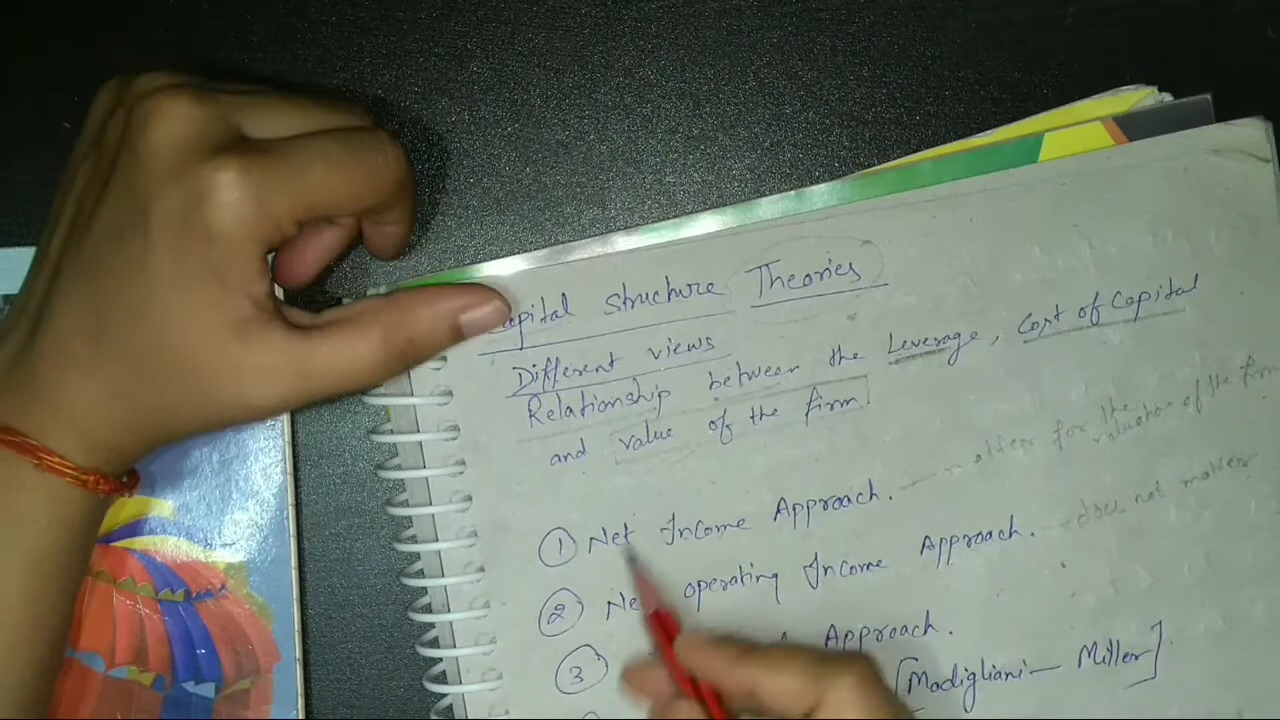 Capital Structure Theories
Different views
Relationship between the Leverage, Cost of Capital
and value of the firm
① Net Income Approach. — matters for the
valuation of the firm
② Net operating Income Approach. — does not matter
③ Approach.
[Modigliani — Miller]